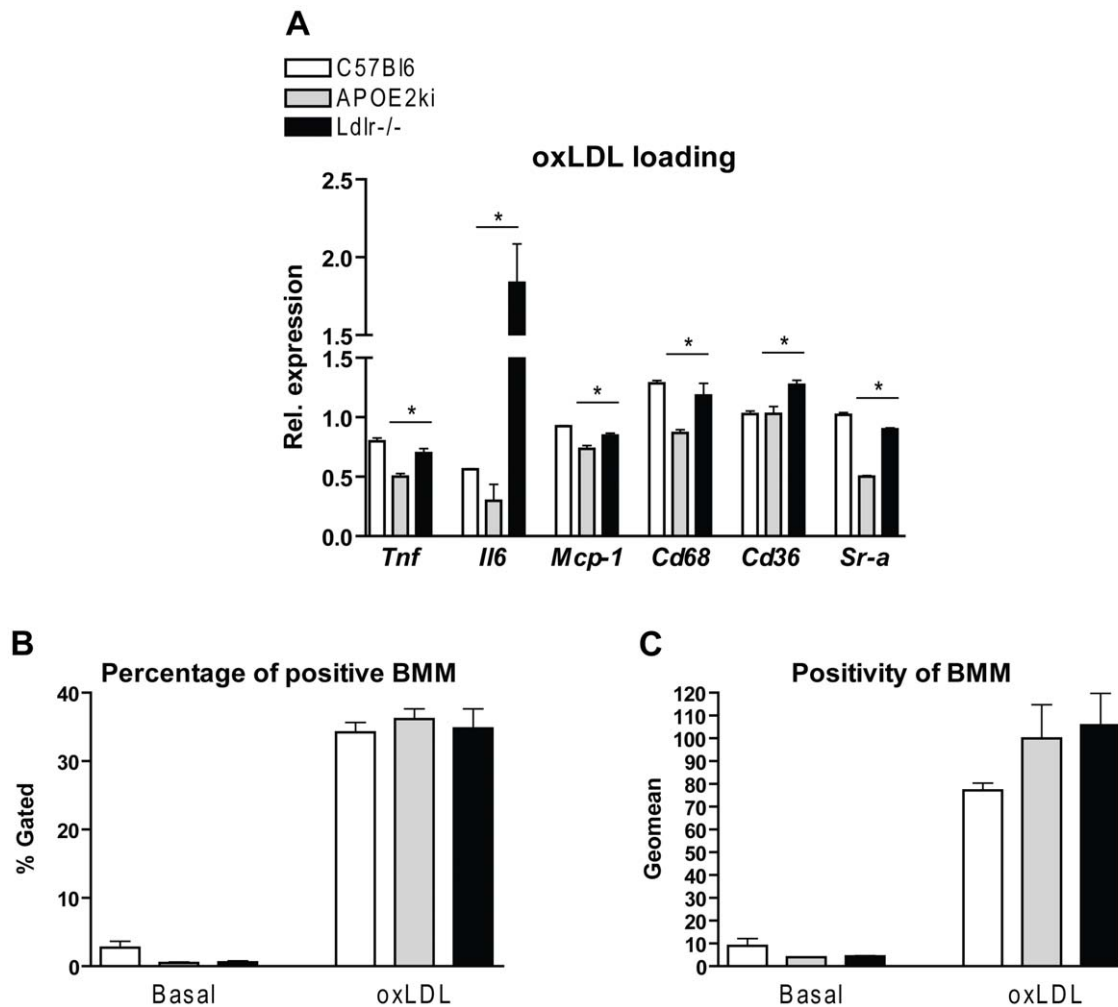 A
C57Bl6
APOE2ki
Ldlr-/-
oxLDL loading
Rel. expression
2.5
2.0
1.5
1.5
1.0
0.5
0.0
*
*
*
*
*
*
Tnf Il6 Mcp-1 Cd68 Cd36 Sr-a
B
Percentage of positive BMM
% Gated
40
30
20
10
0
Basal oxLDL
C
Positivity of BMM
Geomean
120
110
100
90
80
70
60
50
40
30
20
10
0
Basal oxLDL